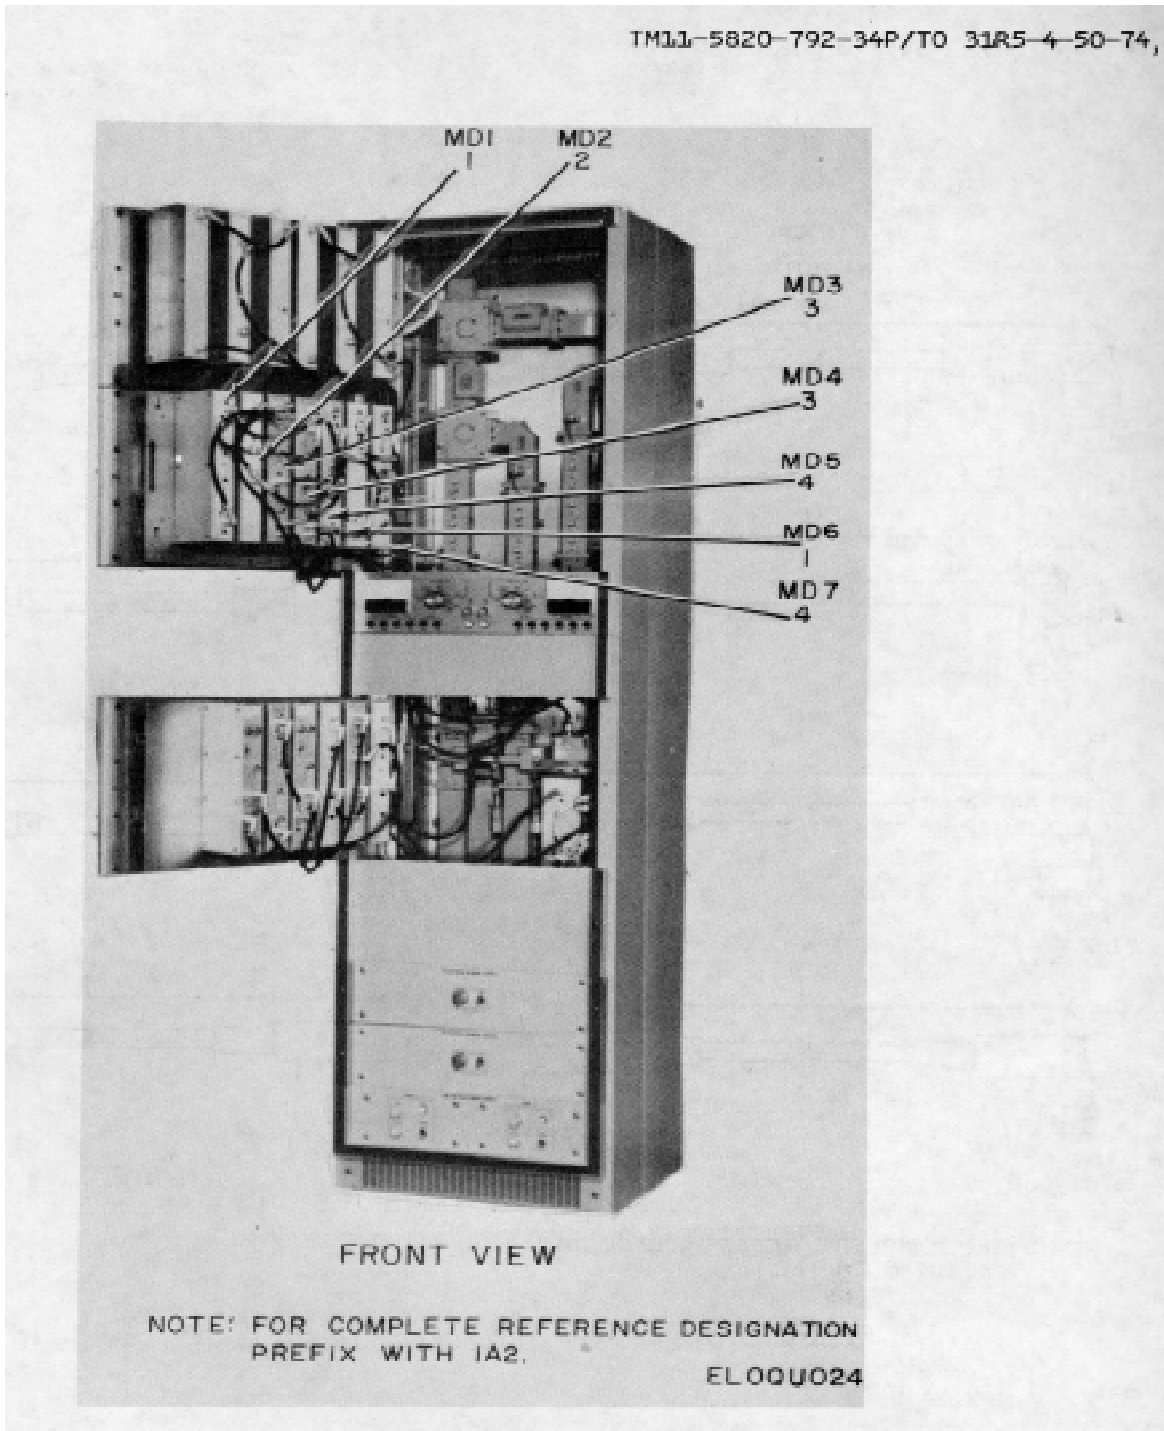 TM11-5820-792-34P/TO 31R5-4-50-74,
MD1 MD2
1 2
MD3
3
MD4
3
MD5
4
MD6
1
MD7
4
FRONT VIEW
NOTE: FOR COMPLETE REFERENCE DESIGNATION
PREFIX WITH 1A2.
EL0QU024